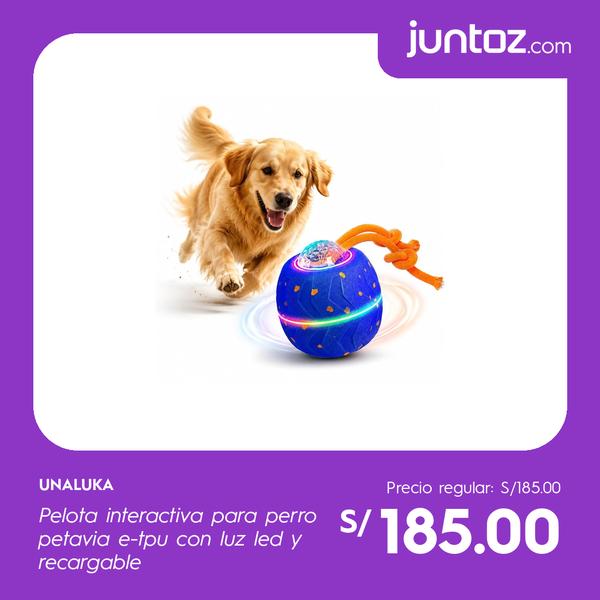 juntoz.com
UNALUKA
Pelota interactiva para perro
petavia e-tpu con luz led y
recargable
Precio regular: S/185.00
S/185.00